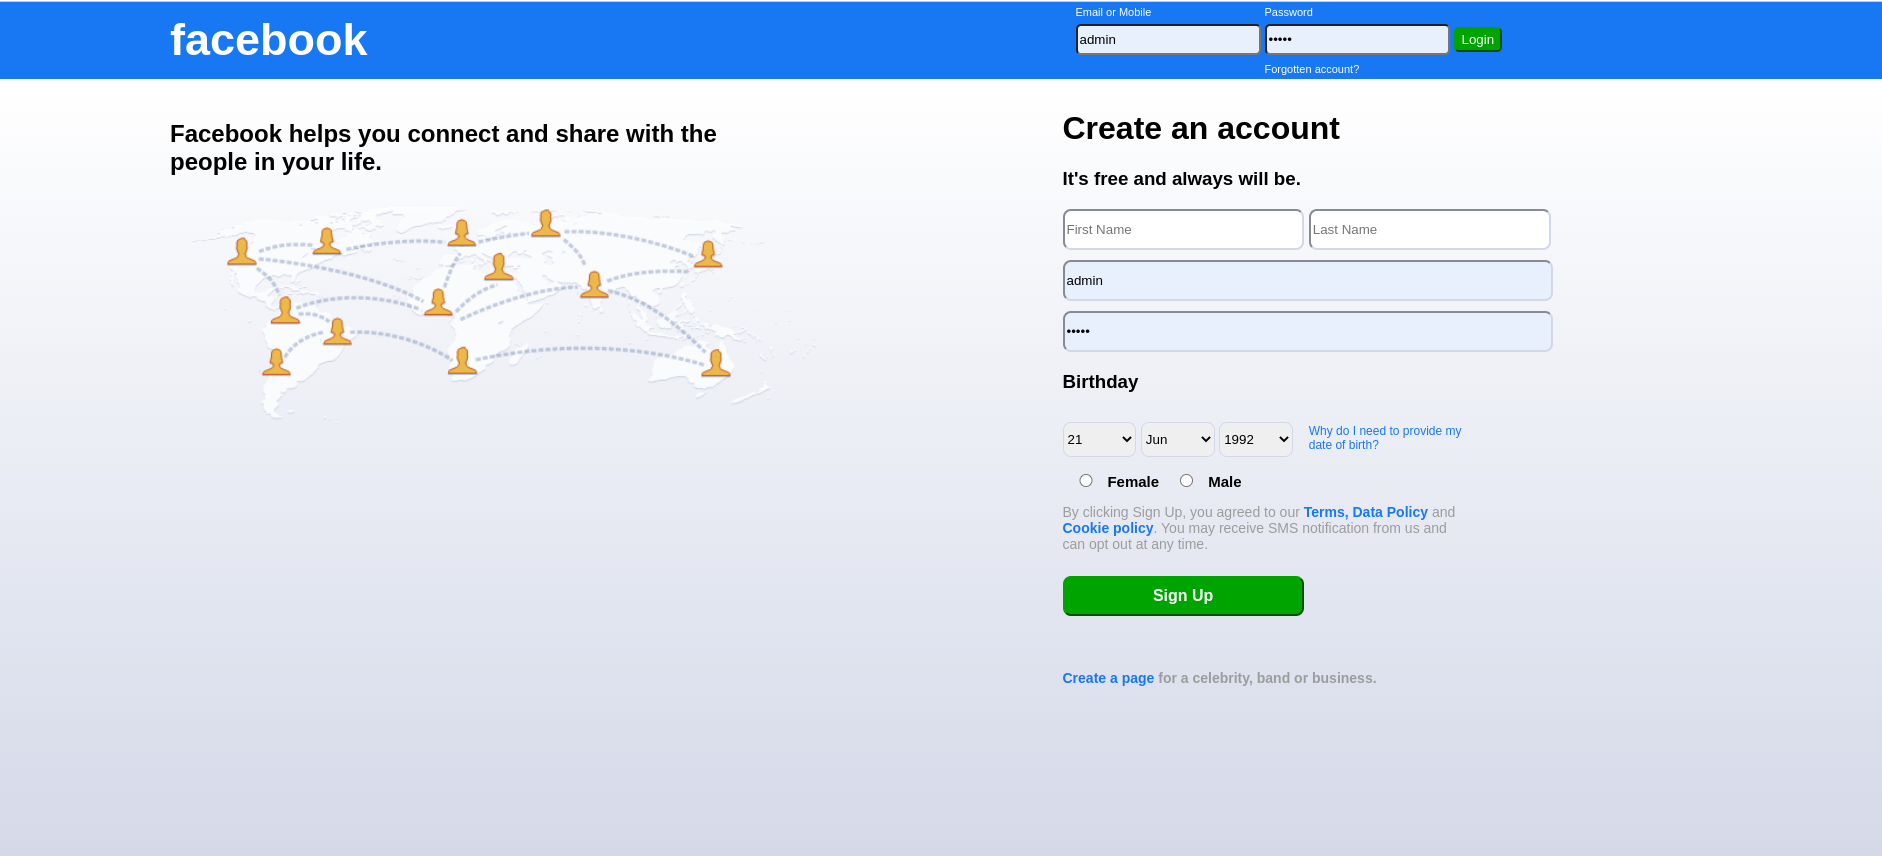 facebook
Email or Mobile
Password
admin
•••••
Login
Forgotten account?
Facebook helps you connect and share with the
people in your life.
Create an account
It's free and always will be.
First Name
Last Name
admin
•••••
Birthday
21
Jun
1992
Why do I need to provide my
date of birth?
Female
Male
By clicking Sign Up, you agreed to our Terms, Data Policy and
Cookie policy. You may receive SMS notification from us and
can opt out at any time.
Sign Up
Create a page for a celebrity, band or business.